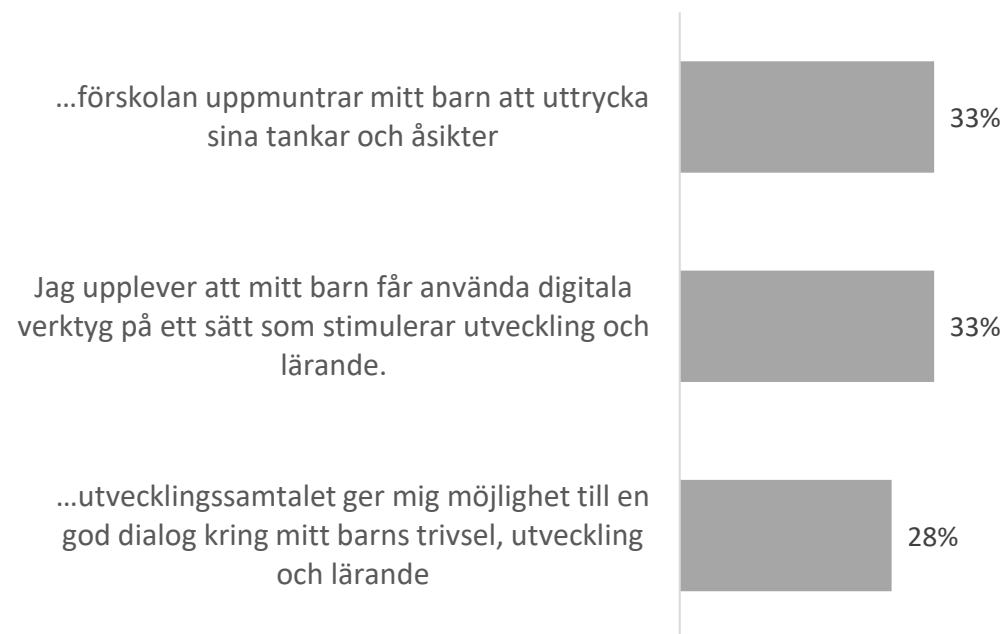 ...förskolan uppmuntrar mitt barn att uttrycka
sina tankar och åsikter
33%
Jag upplever att mitt barn får använda digitala
verktyg på ett sätt som stimulerar utveckling och
lärande.
33%
...utvecklingssamtalet ger mig möjlighet till en
god dialog kring mitt barns trivsel, utveckling
och lärande
28%